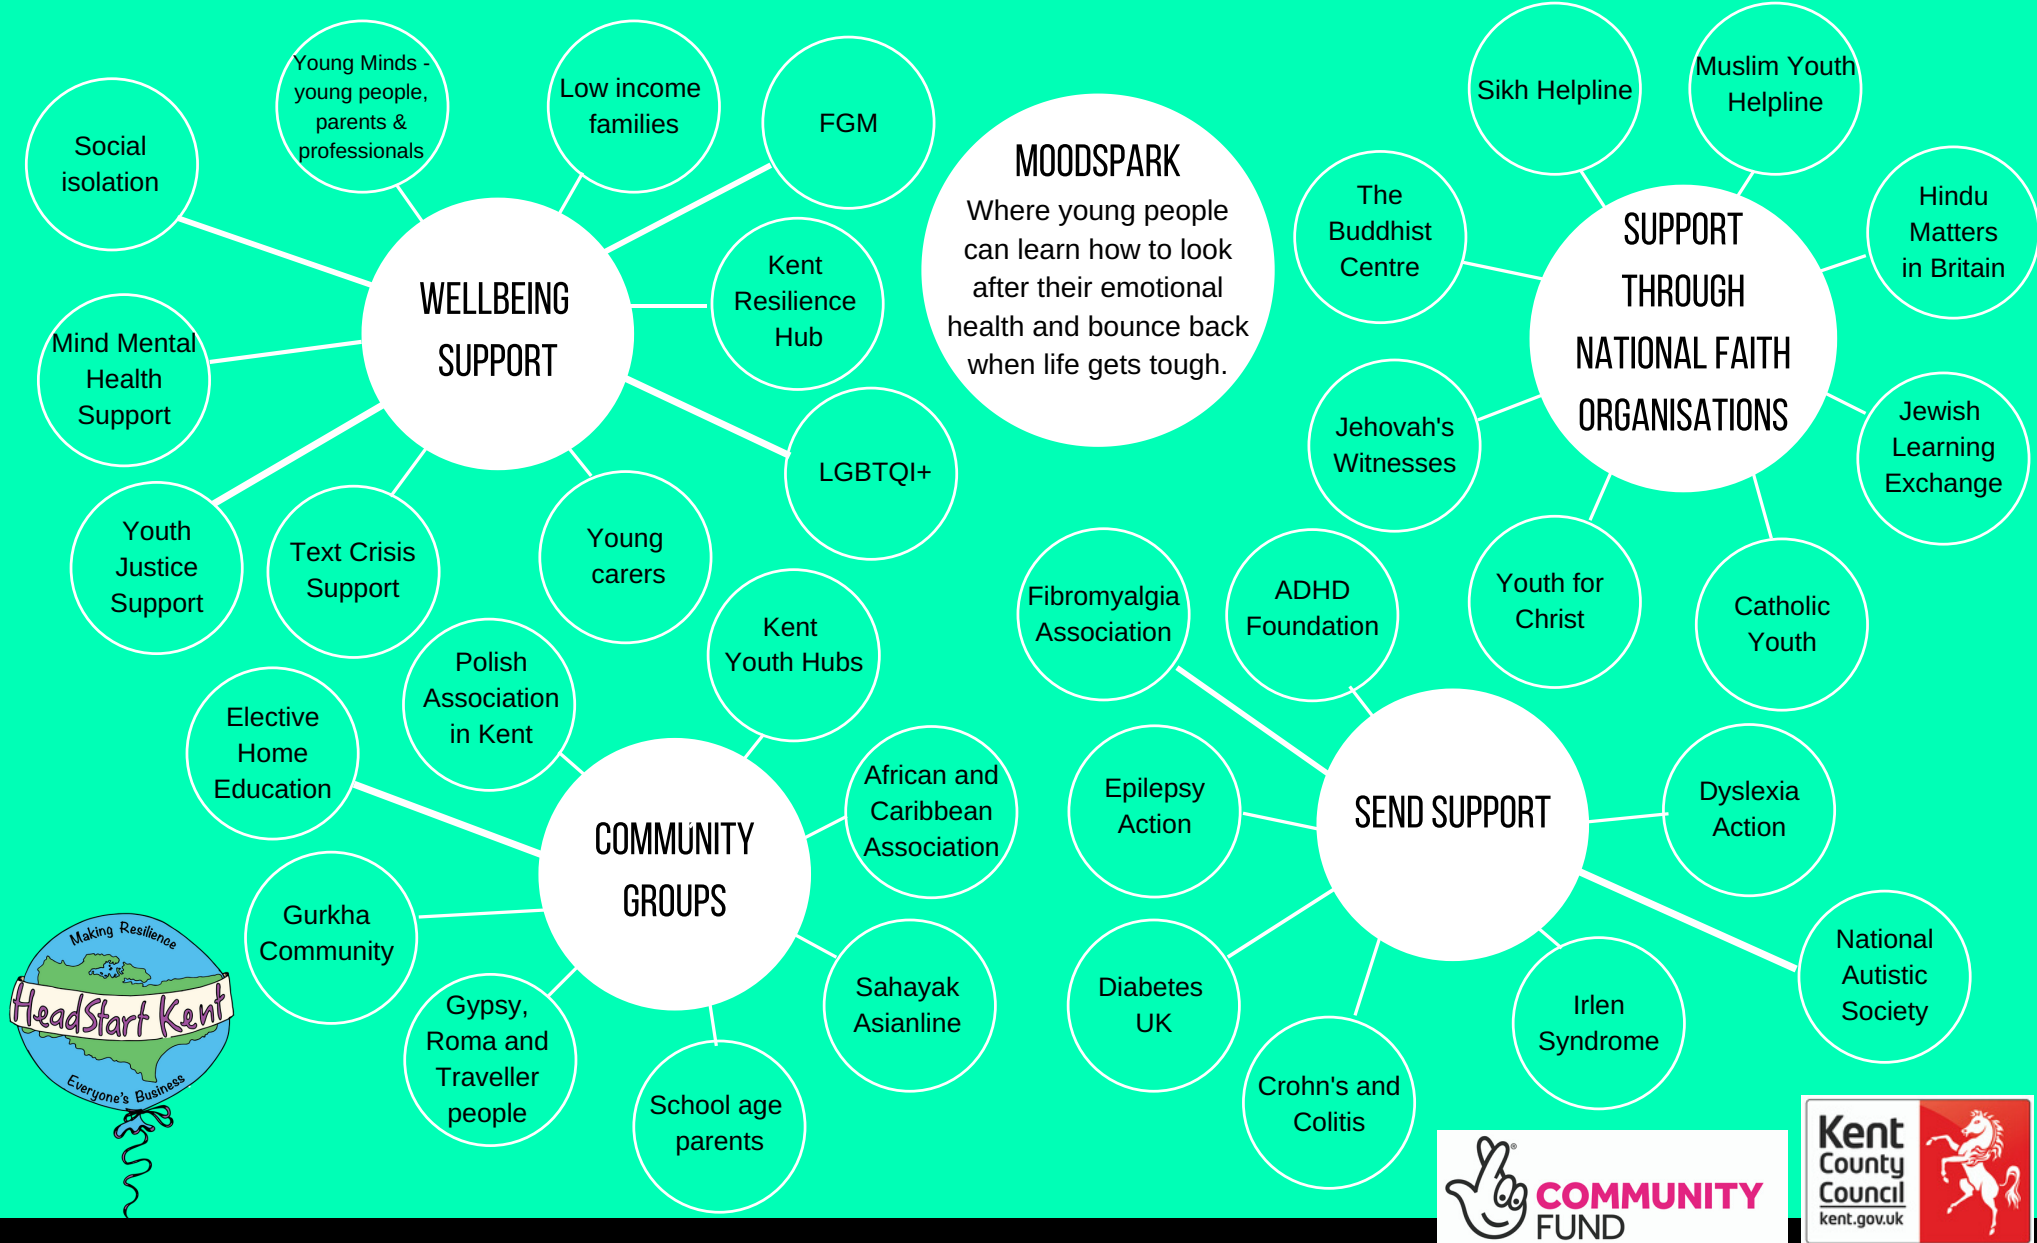 Social
isolation
Young Minds -
young people,
parents &
professionals
Low income
families
FGM
Kent
Resilience
Hub
LGBTQI+
Young
carers
Text Crisis
Support
Youth
Justice
Support
Mind Mental
Health
Support
WELLBEING
SUPPORT
MOODSPARK
Where young people
can learn how to look
after their emotional
health and bounce back
when life gets tough.
Sikh Helpline
Muslim Youth
Helpline
The
Buddhist
Centre
Hindu
Matters
in Britain
SUPPORT
THROUGH
NATIONAL FAITH
ORGANISATIONS
Jehovah's
Witnesses
Jewish
Learning
Exchange
Youth for
Christ
Catholic
Youth
Polish
Association
in Kent
Kent
Youth Hubs
Elective
Home
Education
African and
Caribbean
Association
COMMUNITY
GROUPS
Gurkha
Community
Gypsy,
Roma and
Traveller
people
School age
parents
Sahayak
Asianline
Fibromyalgia
Association
ADHD
Foundation
Epilepsy
Action
SEND SUPPORT
Dyslexia
Action
Diabetes
UK
Crohn's and
Colitis
Irlen
Syndrome
National
Autistic
Society
Making Resilience
HeadStart Kent
Everyone's Business
COMMUNITY
FUND
Kent
County
Council
kent.gov.uk